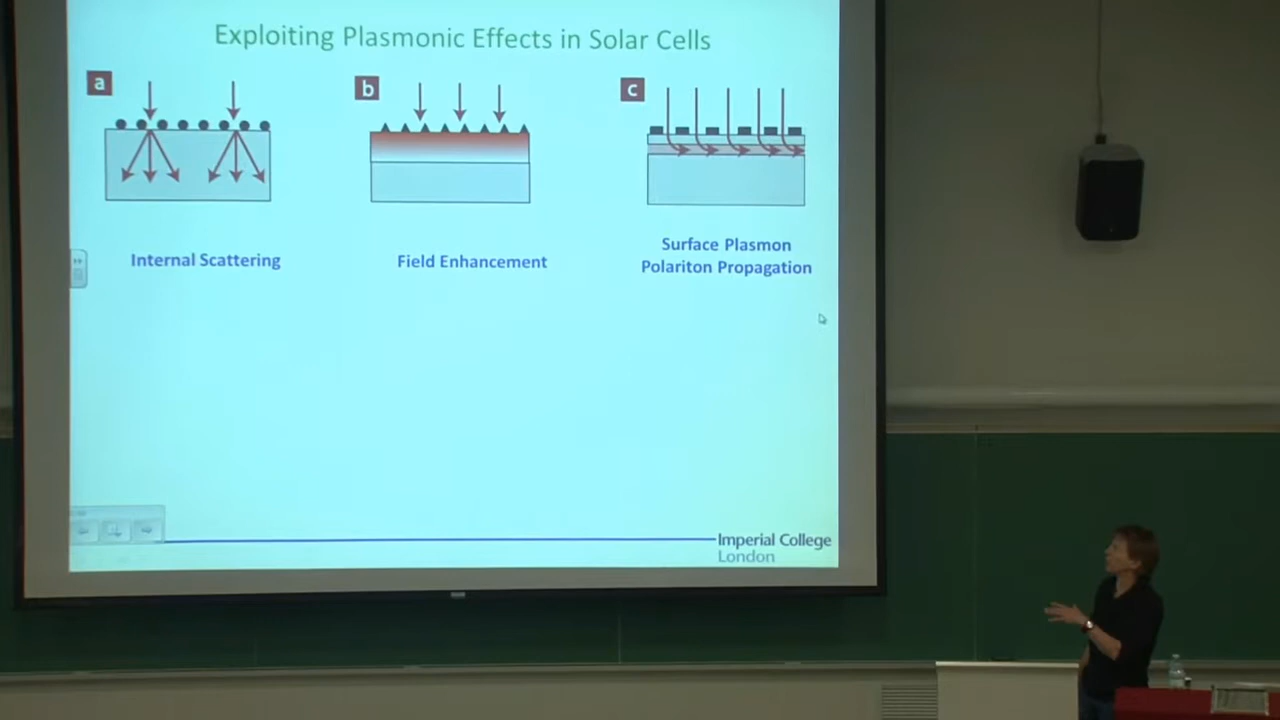 Exploiting Plasmonic Effects in Solar Cells
a
b
c
Internal Scattering
Field Enhancement
Surface Plasmon
Polariton Propagation
Imperial College
London